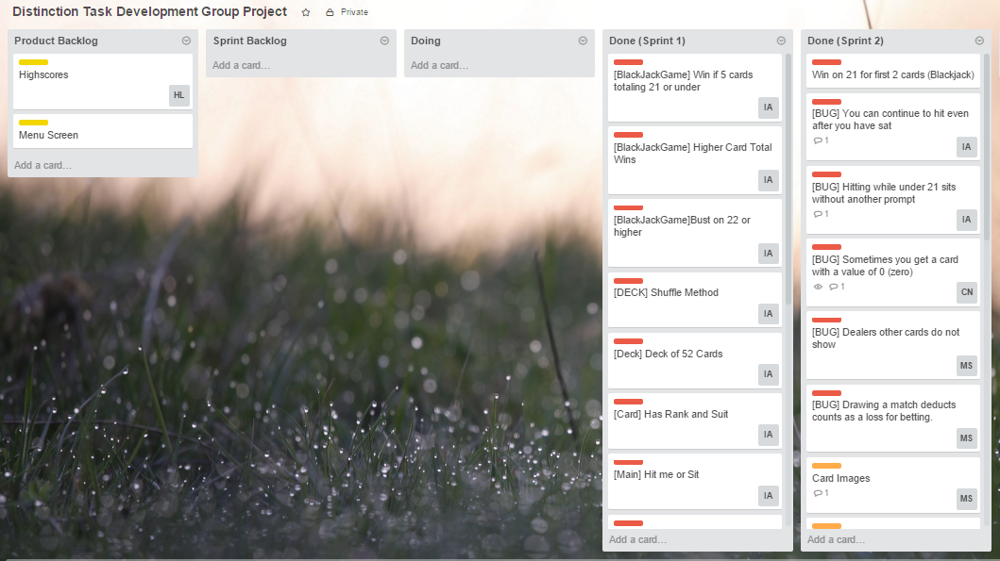 Distinction Task Development Group Project
Private
Product Backlog
Highscores
HL
Menu Screen
Add a card…
Sprint Backlog
Add a card…
Doing
Add a card…
Done (Sprint 1)
[BlackJackGame] Win if 5 cards
totaling 21 or under
IA
[BlackJackGame] Higher Card Total
Wins
IA
[BlackJackGame]Bust on 22 or
higher
IA
[DECK] Shuffle Method
IA
[Deck] Deck of 52 Cards
IA
[Card] Has Rank and Suit
IA
[Main] Hit me or Sit
IA
Add a card…
Done (Sprint 2)
Win on 21 for first 2 cards (Blackjack)
[BUG] You can continue to hit even
after you have sat
1
IA
[BUG] Hitting while under 21 sits
without another prompt
1
IA
[BUG] Sometimes you get a card
with a value of 0 (zero)
1
CN
[BUG] Dealers other cards do not
show
MS
[BUG] Drawing a match deducts
counts as a loss for betting.
MS
Card Images
1
MS
Add a card…